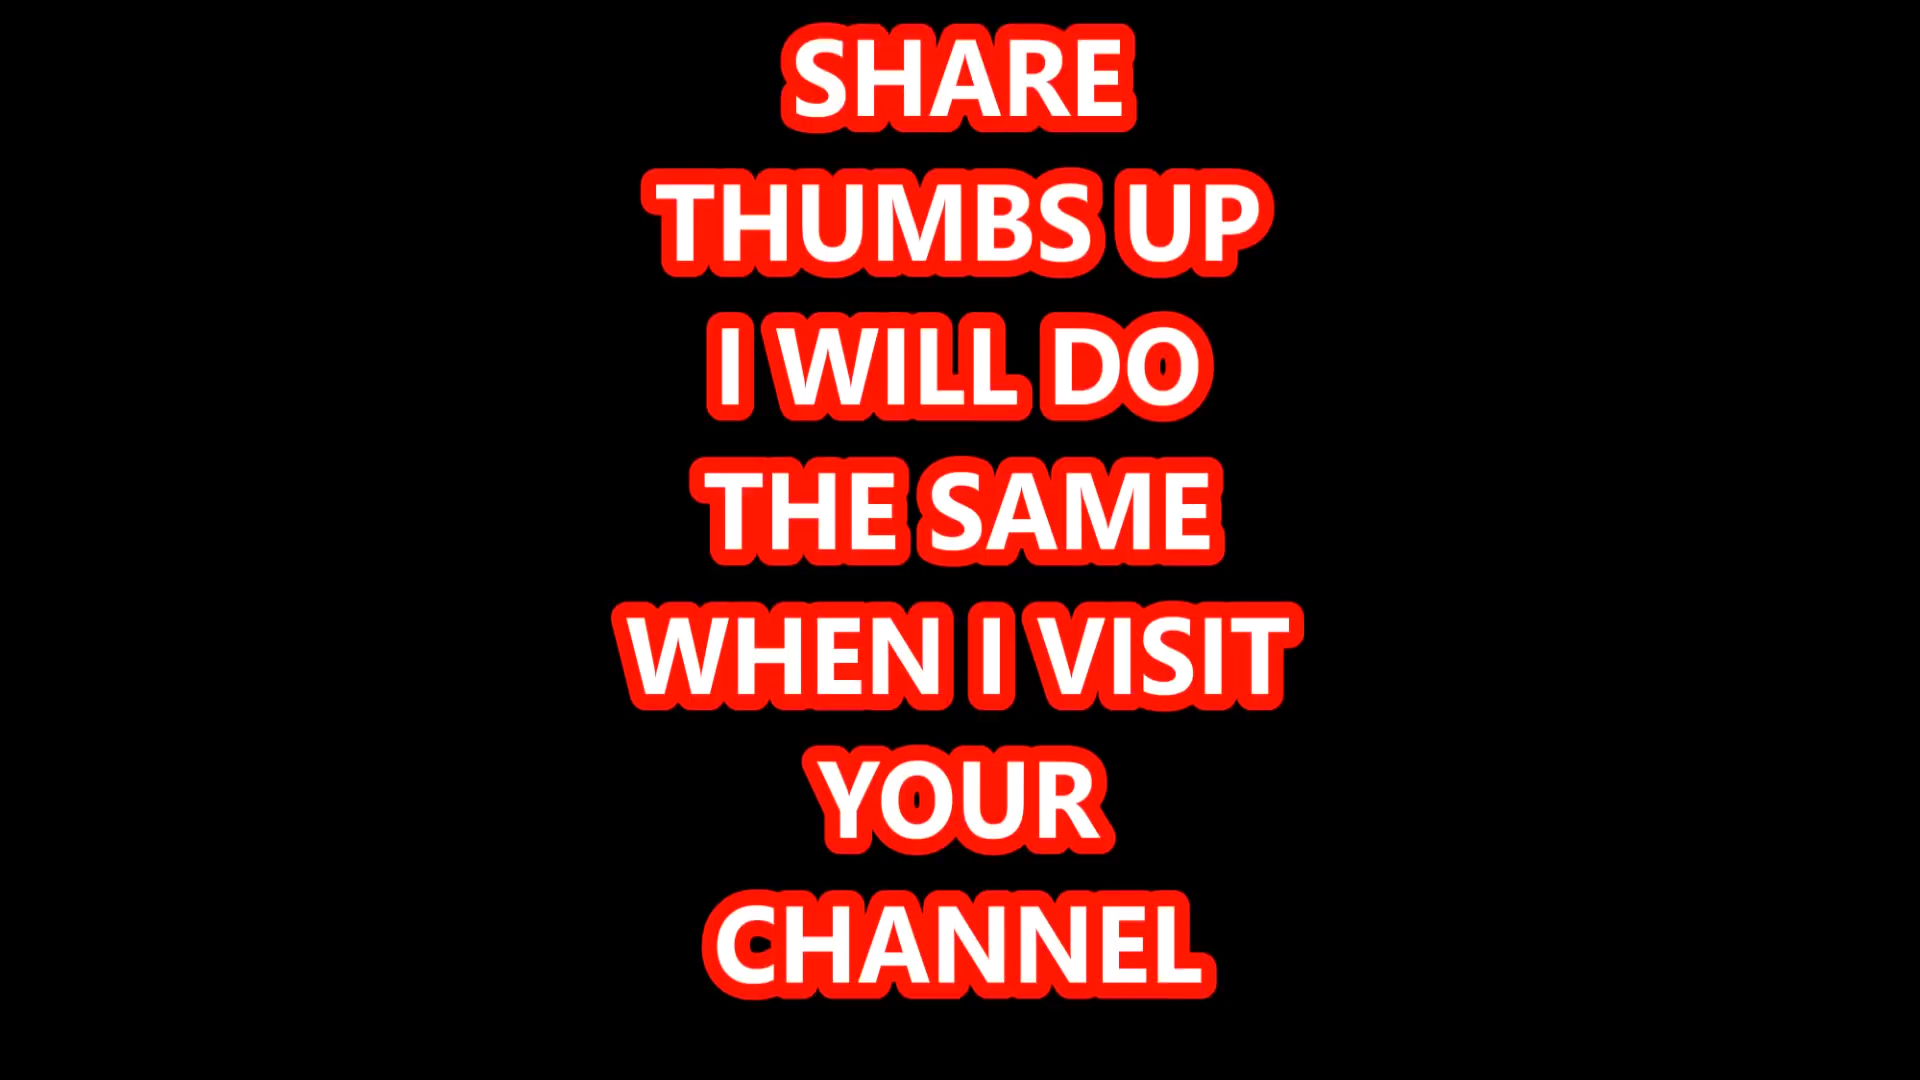 SHARE
THUMBS UP
I WILL DO
THE SAME
WHEN I VISIT
YOUR
CHANNEL